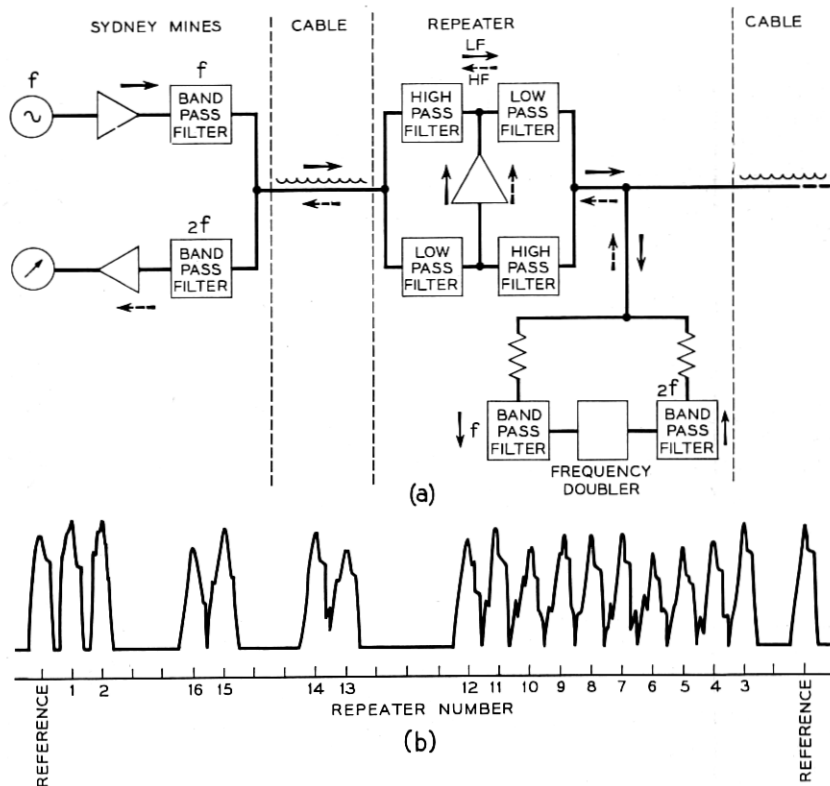 SYDNEY MINES
CABLE
REPEATER
CABLE
LF
HF
f
f
BAND
PASS
FILTER
HIGH
PASS
FILTER
LOW
PASS
FILTER
2f
BAND
PASS
FILTER
LOW
PASS
FILTER
HIGH
PASS
FILTER
f
BAND
PASS
FILTER
2f
BAND
PASS
FILTER
FREQUENCY
DOUBLER
(a)
REFERENCE
1 2 16 15 14 13 12 11 10 9 8 7 6 5 4 3
REFERENCE
REPEATER NUMBER
(b)